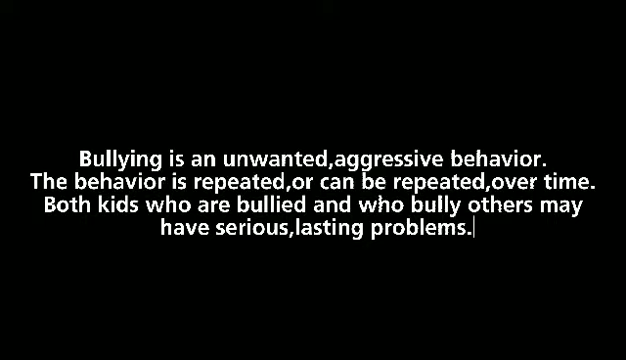 Bullying is an unwanted,aggressive behavior.
The behavior is repeated,or can be repeated,over time.
Both kids who are bullied and who bully others may
have serious,lasting problems.